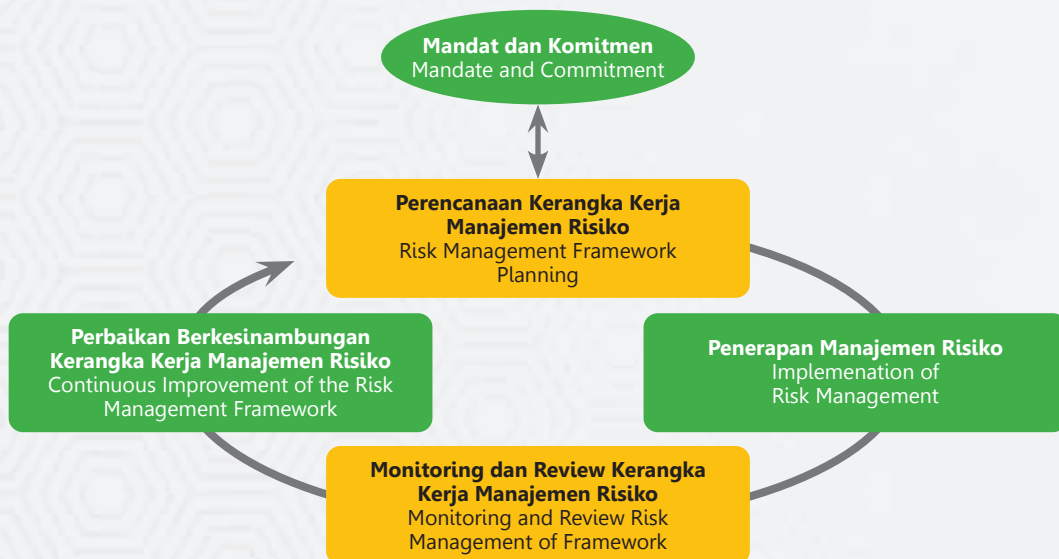 Mandat dan Komitmen
Mandate and Commitment
Perencanaan Kerangka Kerja
Manajemen Risiko
Risk Management Framework
Planning
Perbaikan Berkesinambungan
Kerangka Kerja Manajemen Risiko
Continuous Improvement of the Risk
Management Framework
Penerapan Manajemen Risiko
Implemenation of
Risk Management
Monitoring dan Review Kerangka
Kerja Manajemen Risiko
Monitoring and Review Risk
Management of Framework